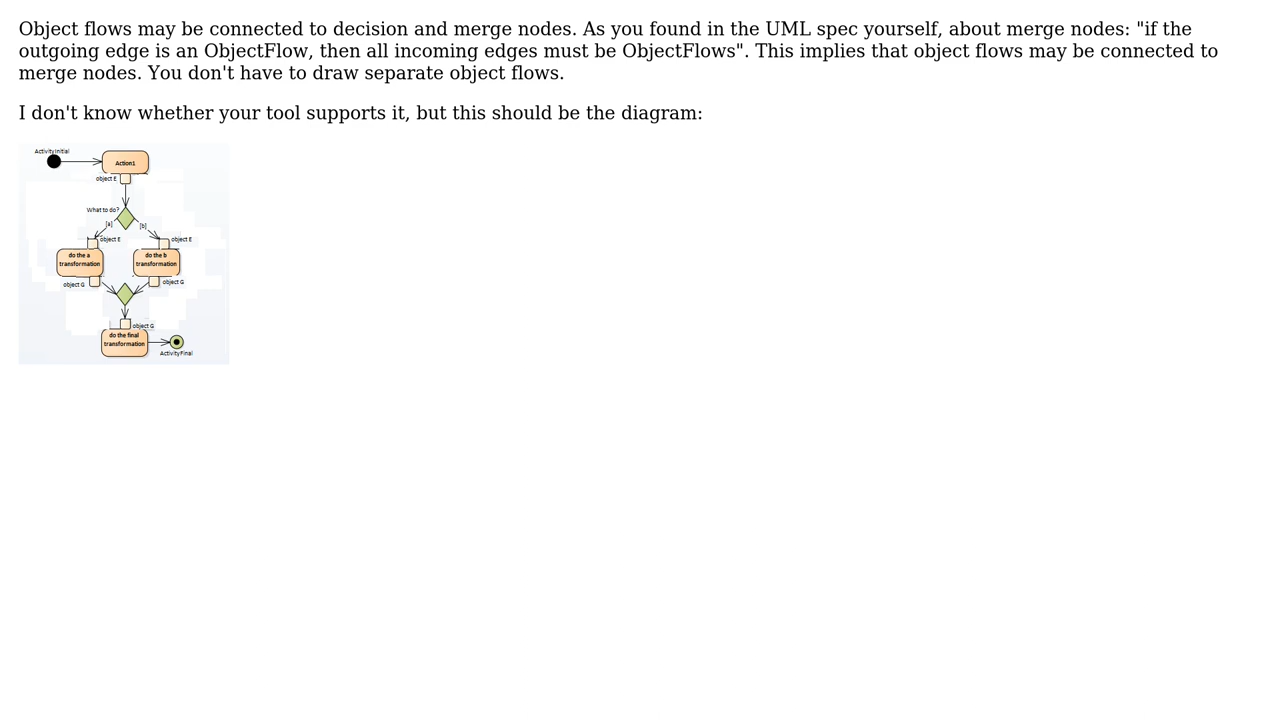 Object flows may be connected to decision and merge nodes. As you found in the UML spec yourself, about merge nodes: "if the
outgoing edge is an ObjectFlow, then all incoming edges must be ObjectFlows". This implies that object flows may be connected to
merge nodes. You don't have to draw separate object flows.
I don't know whether your tool supports it, but this should be the diagram:
ActivityInitial
Action1
object E
What to do?
[a]
[b]
object E
object E
do the a
transformation
do the b
transformation
object G
object G
object G
do the final
transformation
ActivityFinal